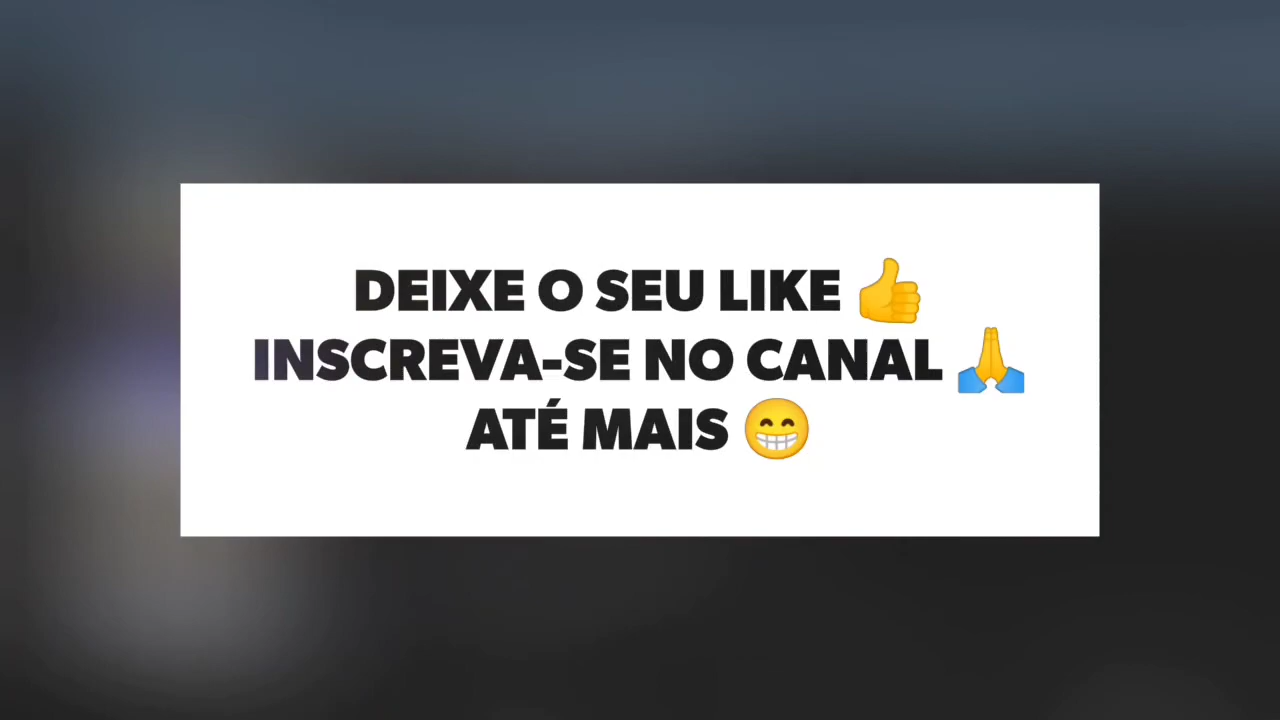 DEIXE O SEU LIKE 👍
INSCREVA-SE NO CANAL 🙏
ATÉ MAIS 😁